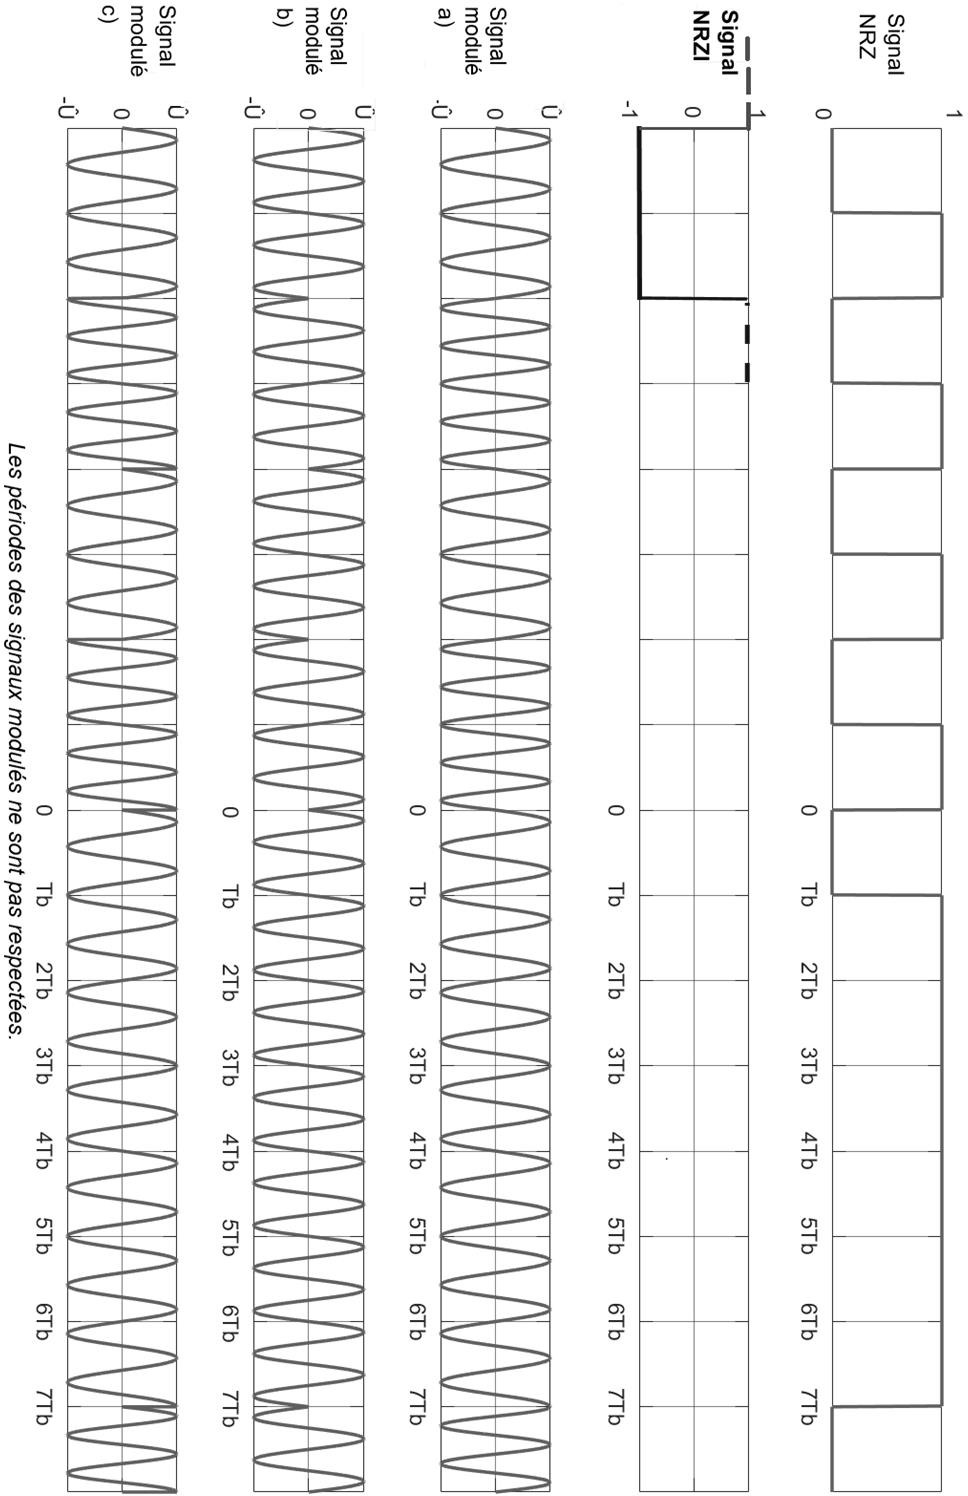 Signal
NRZ
1
0
0
Tb
2Tb
3Tb
4Tb
5Tb
6Tb
7Tb
Signal
NRZI
1
0
-1
0
Tb
2Tb
3Tb
4Tb
5Tb
6Tb
7Tb
Signal
modulé
a)
Û
0
-Û
0
Tb
2Tb
3Tb
4Tb
5Tb
6Tb
7Tb
Signal
modulé
b)
Û
0
-Û
0
Tb
2Tb
3Tb
4Tb
5Tb
6Tb
7Tb
Signal
modulé
c)
Û
0
-Û
0
Tb
2Tb
3Tb
4Tb
5Tb
6Tb
7Tb
Les périodes des signaux modulés ne sont pas respectées.